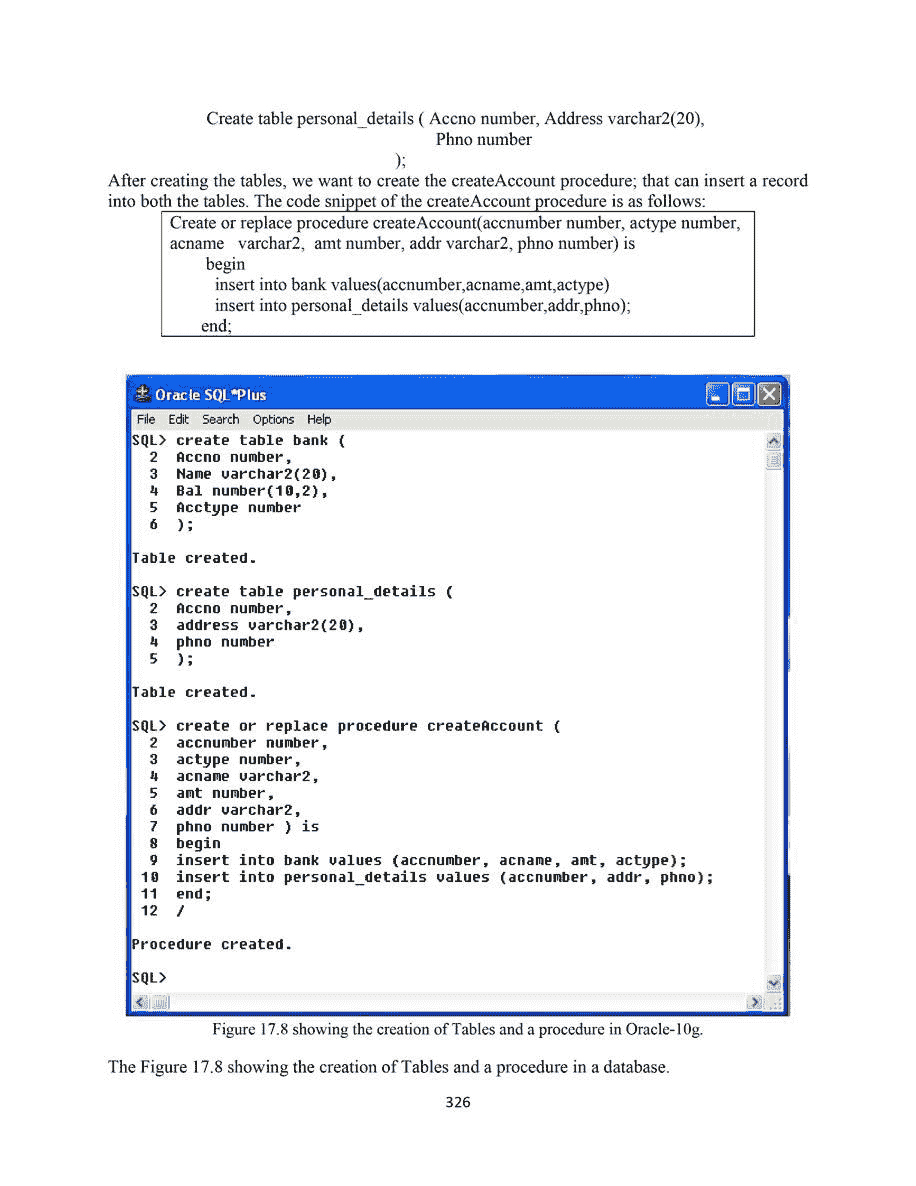 Create table personal_details ( Accno number, Address varchar2(20),
Phno number
);
After creating the tables, we want to create the createAccount procedure; that can insert a record
into both the tables. The code snippet of the createAccount procedure is as follows:
Create or replace procedure createAccount(accnumber number, actype number,
acname varchar2, amt number, addr varchar2, phno number) is
begin
insert into bank values(accnumber,acname,amt,actype)
insert into personal_details values(accnumber,addr,phno);
end;
Oracle SQL*Plus
File Edit Search Options Help
SQL> create table bank (
2 Accno number,
3 Name varchar2(20),
4 Bal number(10,2),
5 Acctype number
6 );
Table created.
SQL> create table personal_details (
2 Accno number,
3 address varchar2(20),
4 phno number
5 );
Table created.
SQL> create or replace procedure createAccount (
2 accnumber number,
3 actype number,
4 acname varchar2,
5 amt number,
6 addr varchar2,
7 phno number ) is
8 begin
9 insert into bank values (accnumber, acname, amt, actype);
10 insert into personal_details values (accnumber, addr, phno);
11 end;
12 /
Procedure created.
SQL>
Figure 17.8 showing the creation of Tables and a procedure in Oracle-10g.
The Figure 17.8 showing the creation of Tables and a procedure in a database.
326